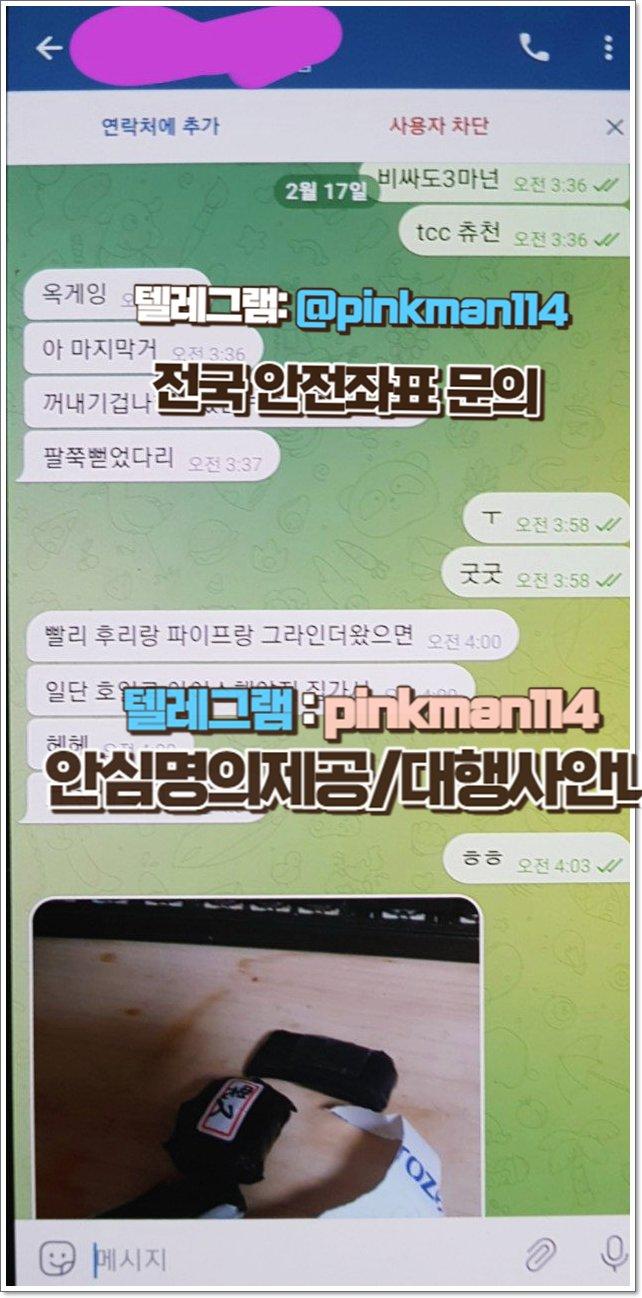 연락처에 추가
사용자 차단
2월 17일
비싸도3마넌 오전 3:36
tcc 츄천 오전 3:36
옥게잉
텔레그램: @pinkman114
아 마지막거 오전 3:36
전국 안전좌표 문의
꺼내기겁나
팔쭉뻗었다리 오전 3:37
ㅜ 오전 3:58
굿굿 오전 3:58
빨리 후리랑 파이프랑 그라인더왔으면 오전 4:00
일단
텔레그램 : pinkman114
헤헤
안심명의제공/대행사안
ㅎㅎ 오전 4:03
메시지